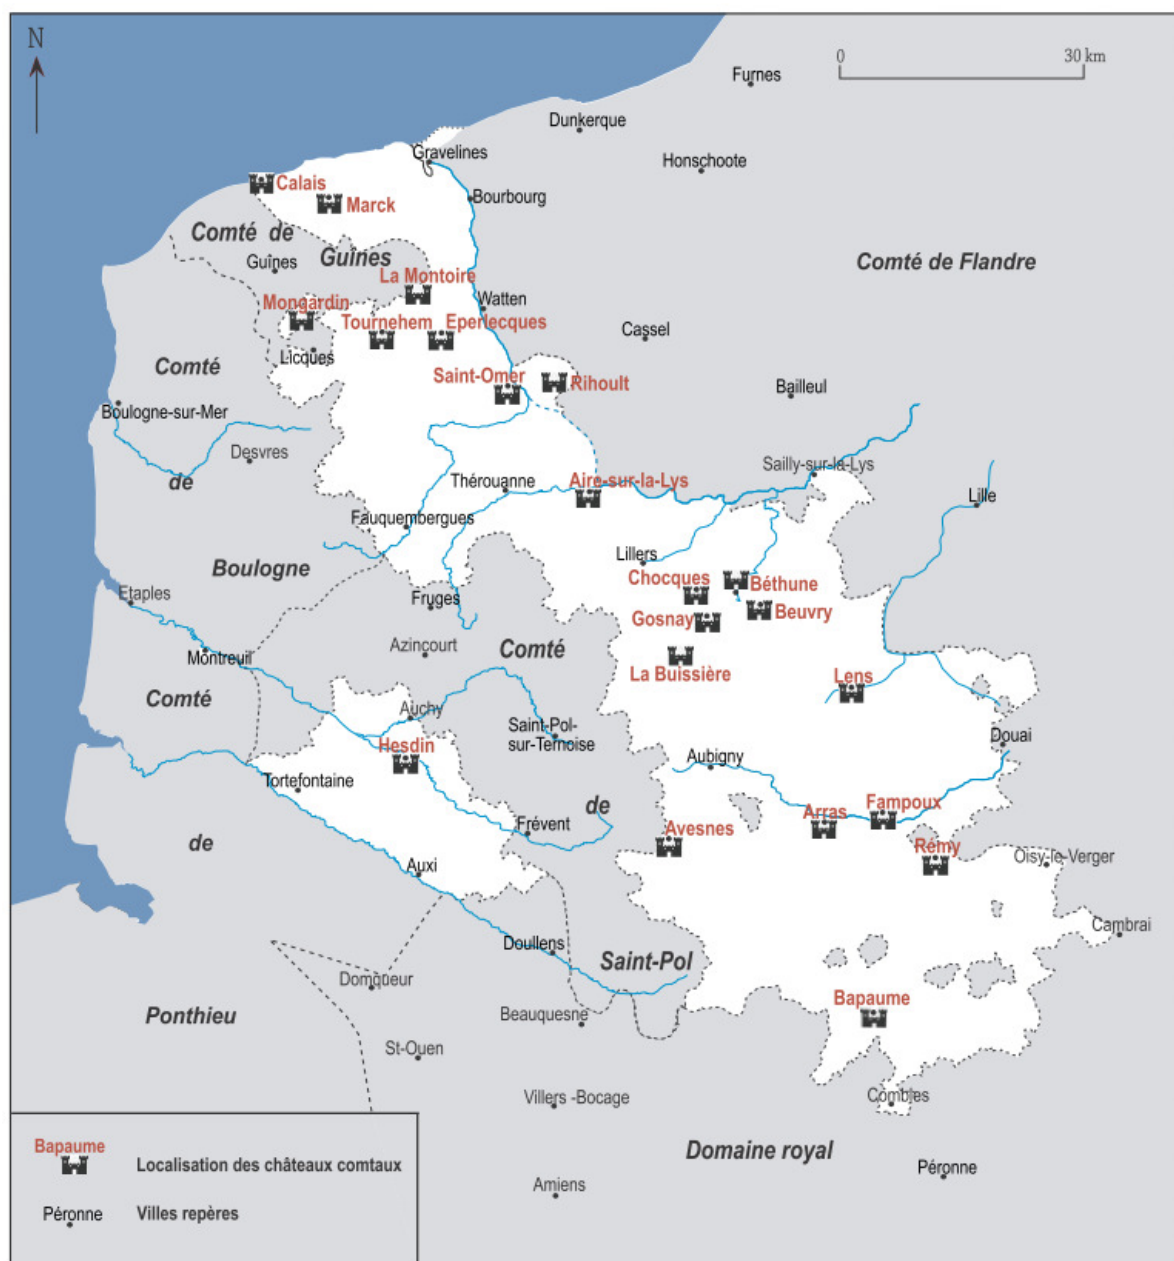 N
0
30 km
Furnes
Dunkerque
Gravelines
Honschoote
Calais
Marck
Bourbourg
Comté de
Guînes
Guînes
Comté de Flandre
La Montoire
Watten
Mongardin
Tournehem
Eperlecques
Cassel
Licques
Comté
Saint-Omer
Rihoult
Bailleul
Boulogne-sur-Mer
Desvres
Sailly-sur-la-Lys
de
Thérouanne
Aire-sur-la-Lys
Lille
Fauquembergues
Lillers
Boulogne
Chocques
Béthune
Etaples
Fruges
Gosnay
Beuvry
Azincourt
Comté
Montreuil
La Buissière
Lens
Comté
Auchy
Saint-Pol-
sur-Ternoise
Douai
Hesdin
Aubigny
Tortefontaine
de
Arras
Fampoux
Frévent
Avesnes
de
Rémy
Oisy-le-Verger
Auxi
Cambrai
Doullens
Saint-Pol
Domqueur
Bapaume
Ponthieu
Beauquesne
St-Ouen
Villers -Bocage
Combles
Domaine royal
Péronne
Amiens
Bapaume
Localisation des châteaux comtaux
Péronne
Villes repères